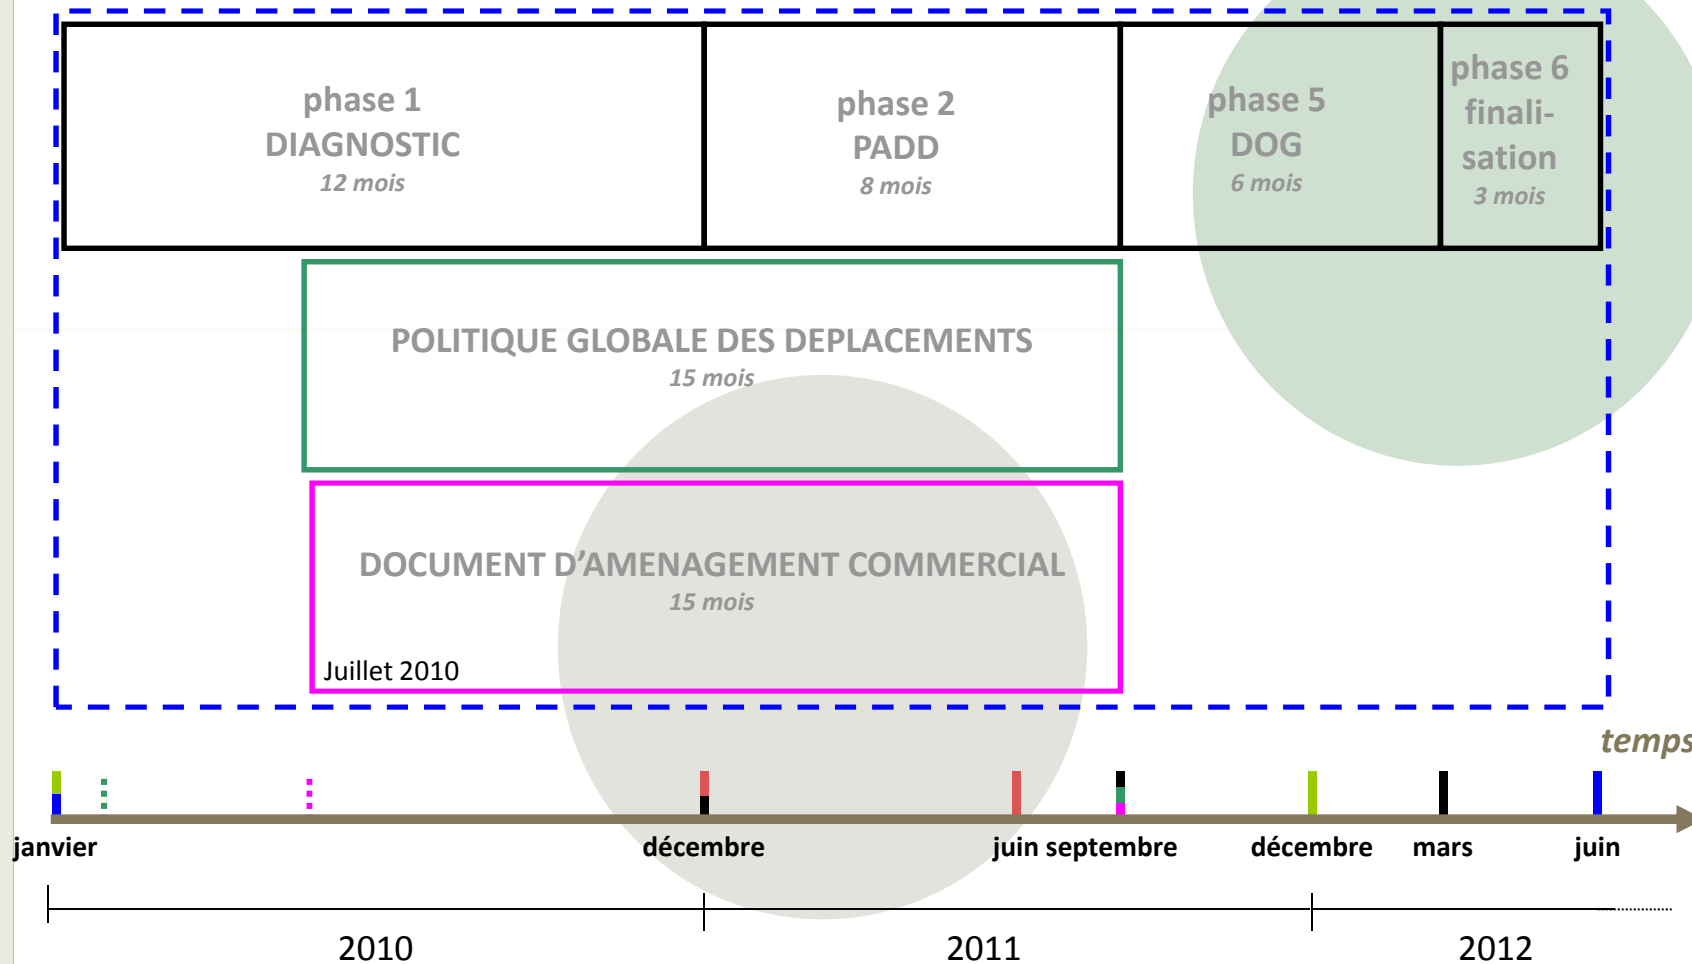 phase 1
DIAGNOSTIC
12 mois
phase 2
PADD
8 mois
phase 5
DOG
6 mois
phase 6
finali-
sation
3 mois
POLITIQUE GLOBALE DES DEPLACEMENTS
15 mois
DOCUMENT D’AMENAGEMENT COMMERCIAL
15 mois
Juillet 2010
temps
janvier
décembre
juin septembre
décembre
mars
juin
2010
2011
2012